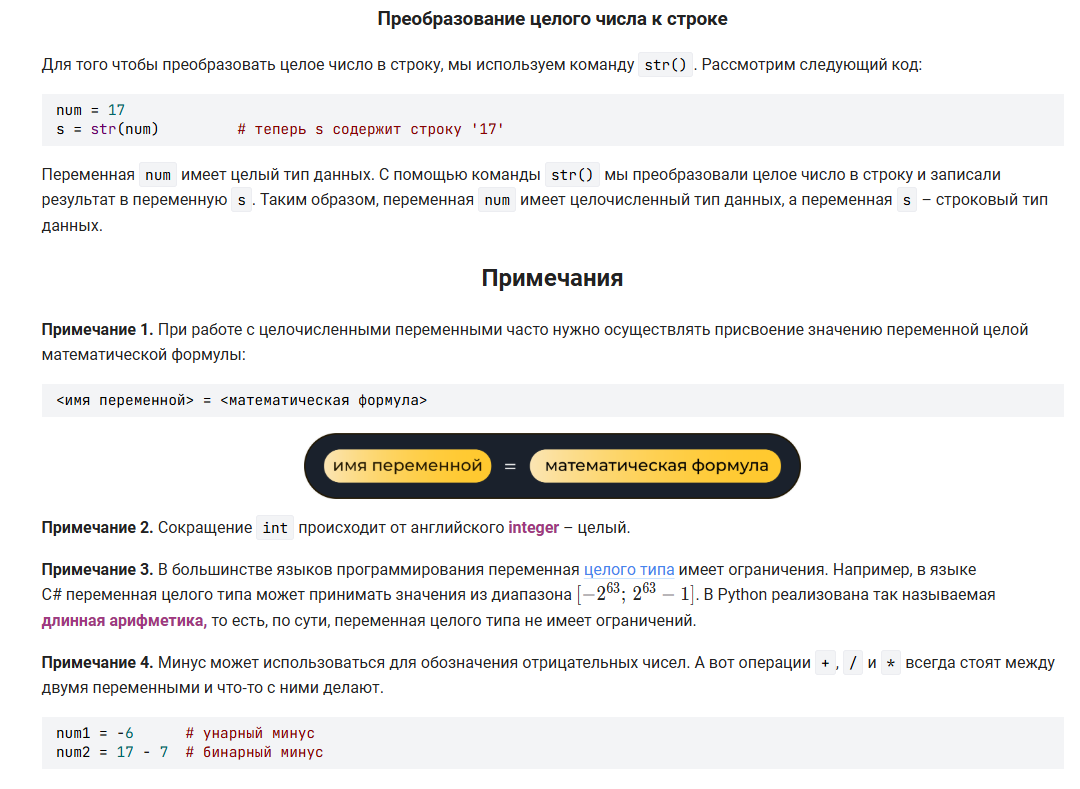 Преобразование целого числа к строке
Для того чтобы преобразовать целое число в строку, мы используем команду str(). Рассмотрим следующий код:
num = 17
s = str(num)         # теперь s содержит строку '17'
Переменная num имеет целый тип данных. С помощью команды str() мы преобразовали целое число в строку и записали
результат в переменную s. Таким образом, переменная num имеет целочисленный тип данных, а переменная s – строковый тип
данных.
Примечания
Примечание 1. При работе с целочисленными переменными часто нужно осуществлять присвоение значению переменной целой
математической формулы:
<имя переменной> = <математическая формула>
имя переменной = математическая формула
Примечание 2. Сокращение int происходит от английского integer – целый.
Примечание 3. В большинстве языков программирования переменная целого типа имеет ограничения. Например, в языке
C# переменная целого типа может принимать значения из диапазона [−2^63; 2^63 − 1]. В Python реализована так называемая
длинная арифметика, то есть, по сути, переменная целого типа не имеет ограничений.
Примечание 4. Минус может использоваться для обозначения отрицательных чисел. А вот операции +, / и * всегда стоят между
двумя переменными и что-то с ними делают.
num1 = -6      # унарный минус
num2 = 17 - 7  # бинарный минус